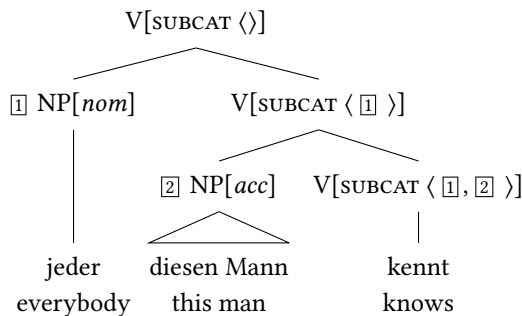 V[SUBCAT ⟨⟩]
1 NP[nom] V[SUBCAT ⟨ 1 ⟩]
2 NP[acc] V[SUBCAT ⟨ 1, 2 ⟩]
jeder diesen Mann kennt
everybody this man knows